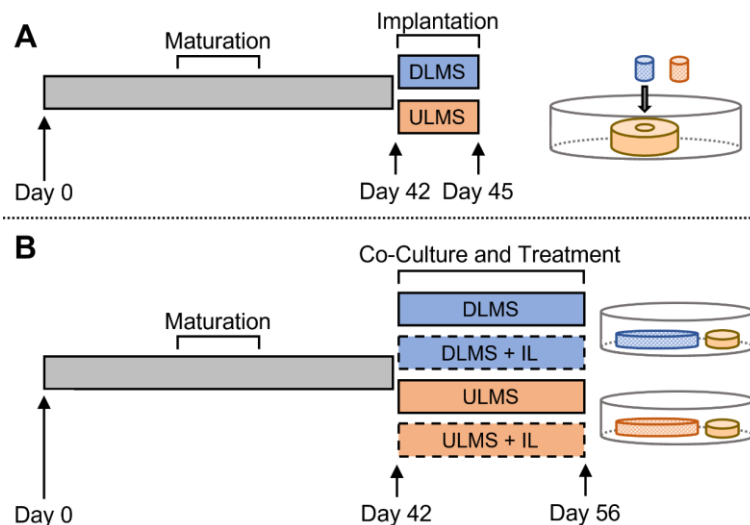 A
Implantation
Maturation
DLMS
ULMS
Day 0
Day 42
Day 45
B
Co-Culture and Treatment
Maturation
DLMS
DLMS + IL
ULMS
ULMS + IL
Day 0
Day 42
Day 56